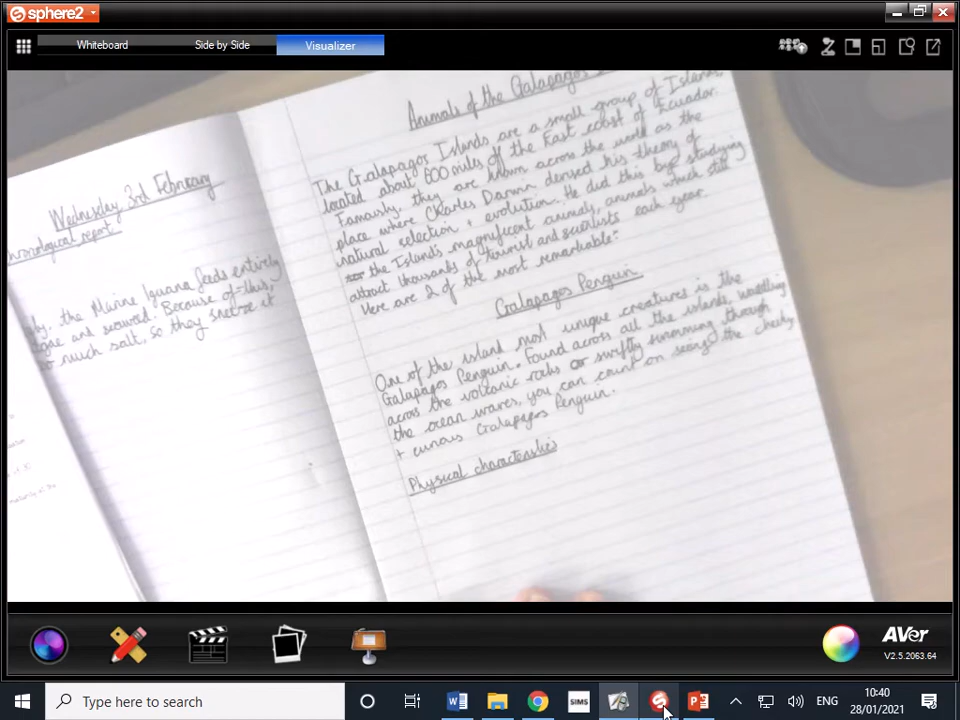 sphere2
Whiteboard
Side by Side
Visualizer
Wednesday 3rd February
report
the Marine Iguana feeds entirely
and seaweed. Because of this,
so much salt, so they sneeze it
Animals of the Galapagos
The Galapagos Islands are a small group of Islands,
located about 600 miles off the East coast of Ecuador.
Famously, they are known across the world as the
place where Charles Darwin devised his theory of
natural selection + evolution. He did this by studying
the Island's magnificent animals, animals which still
attract thousands of tourist and scientists each year.
Here are 2 of the most remarkable:
Galapagos Penguin
One of the island most unique creatures is the
Galapagos Penguin. Found across all the islands, waddling
across the volcanic rocks or swiftly swimming through
the ocean waves, you can count on seeing the cheeky
+ curious Galapagos Penguin.
Physical characteristics
AVer
V2.5.2063.64
Type here to search
SIMS
ENG
10:40
28/01/2021